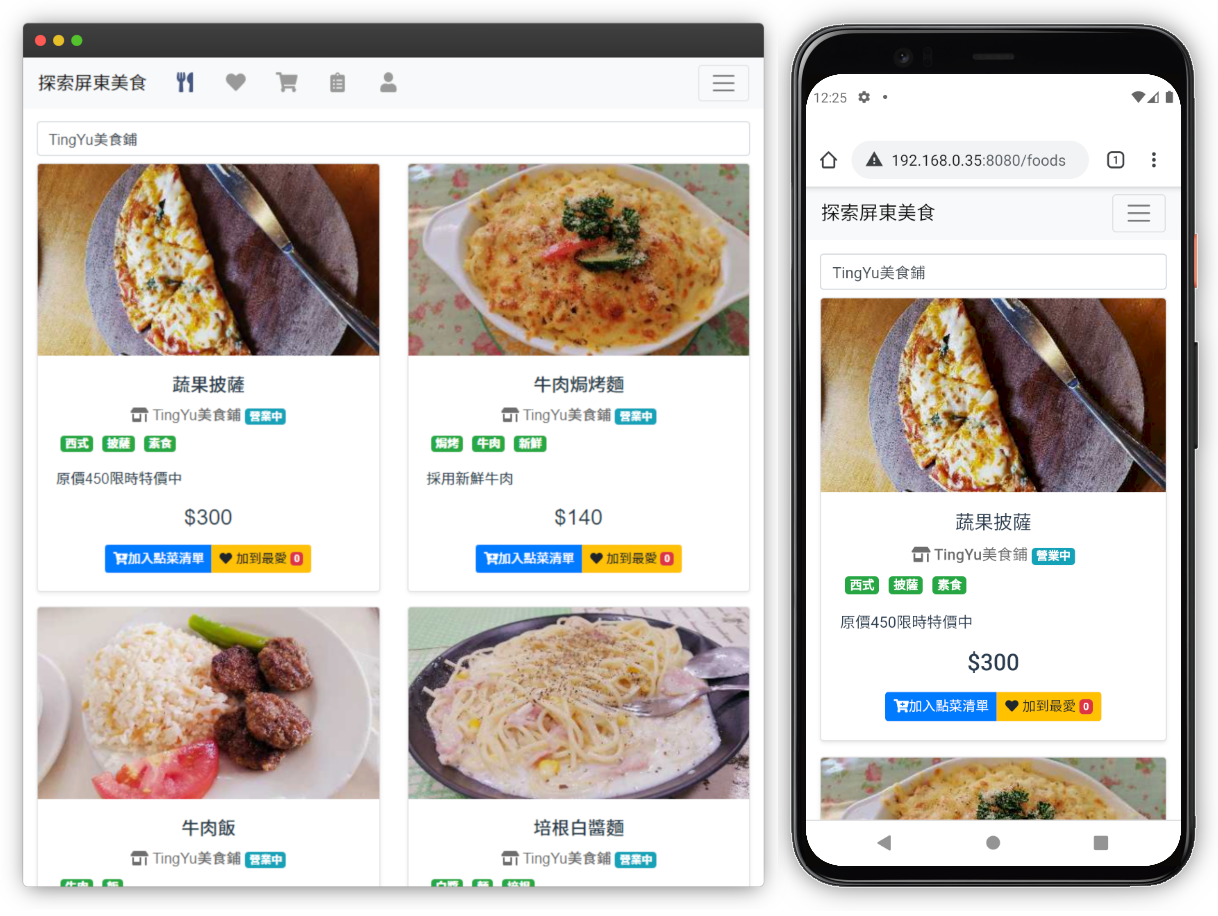 探索屏東美食
TingYu美食鋪
蔬果披薩
TingYu美食鋪 營業中
西式 披薩 素食
原價450限時特價中
$300
加入點菜清單 加到最愛 0
牛肉焗烤麵
TingYu美食鋪 營業中
焗烤 牛肉 新鮮
採用新鮮牛肉
$140
加入點菜清單 加到最愛 0
牛肉飯
TingYu美食鋪 營業中
牛肉 飯
培根白醬麵
TingYu美食鋪 營業中
白醬 麵 培根
12:25
192.168.0.35:8080/foods
1
探索屏東美食
TingYu美食鋪
蔬果披薩
TingYu美食鋪 營業中
西式 披薩 素食
原價450限時特價中
$300
加入點菜清單 加到最愛 0